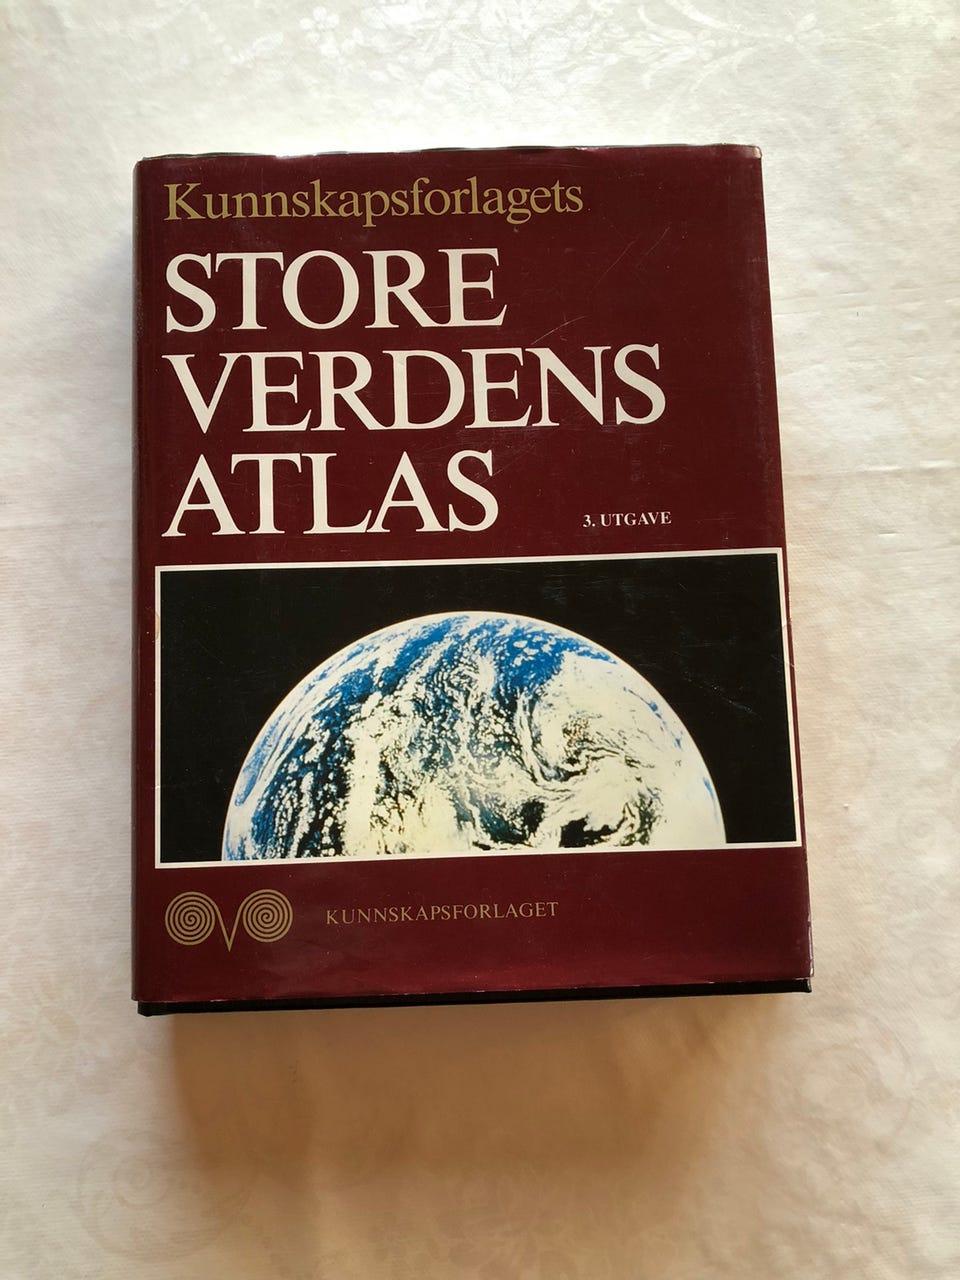 Kunnskapsforlagets
STORE
VERDENS
ATLAS
3. UTGAVE
KUNNSKAPSFORLAGET